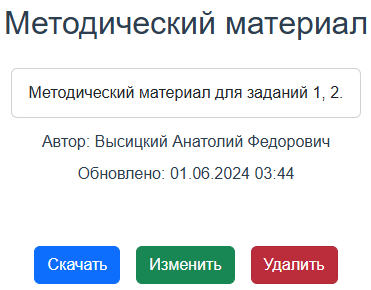 Методический материал
Методический материал для заданий 1, 2.
Автор: Высицкий Анатолий Федорович
Обновлено: 01.06.2024 03:44
Скачать Изменить Удалить